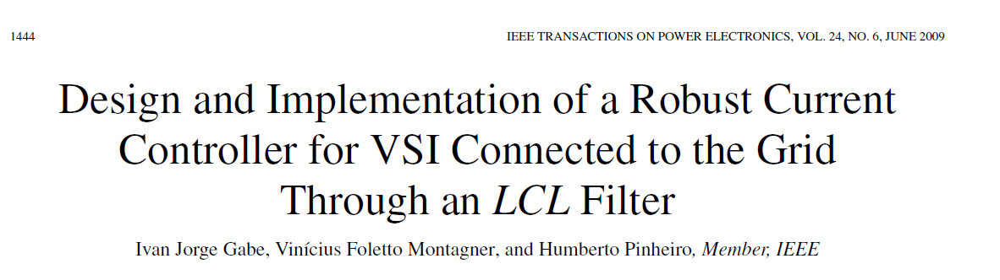 1444 IEEE TRANSACTIONS ON POWER ELECTRONICS, VOL. 24, NO. 6, JUNE 2009
Design and Implementation of a Robust Current
Controller for VSI Connected to the Grid
Through an LCL Filter
Ivan Jorge Gabe, Vinícius Foletto Montagner, and Humberto Pinheiro, Member, IEEE